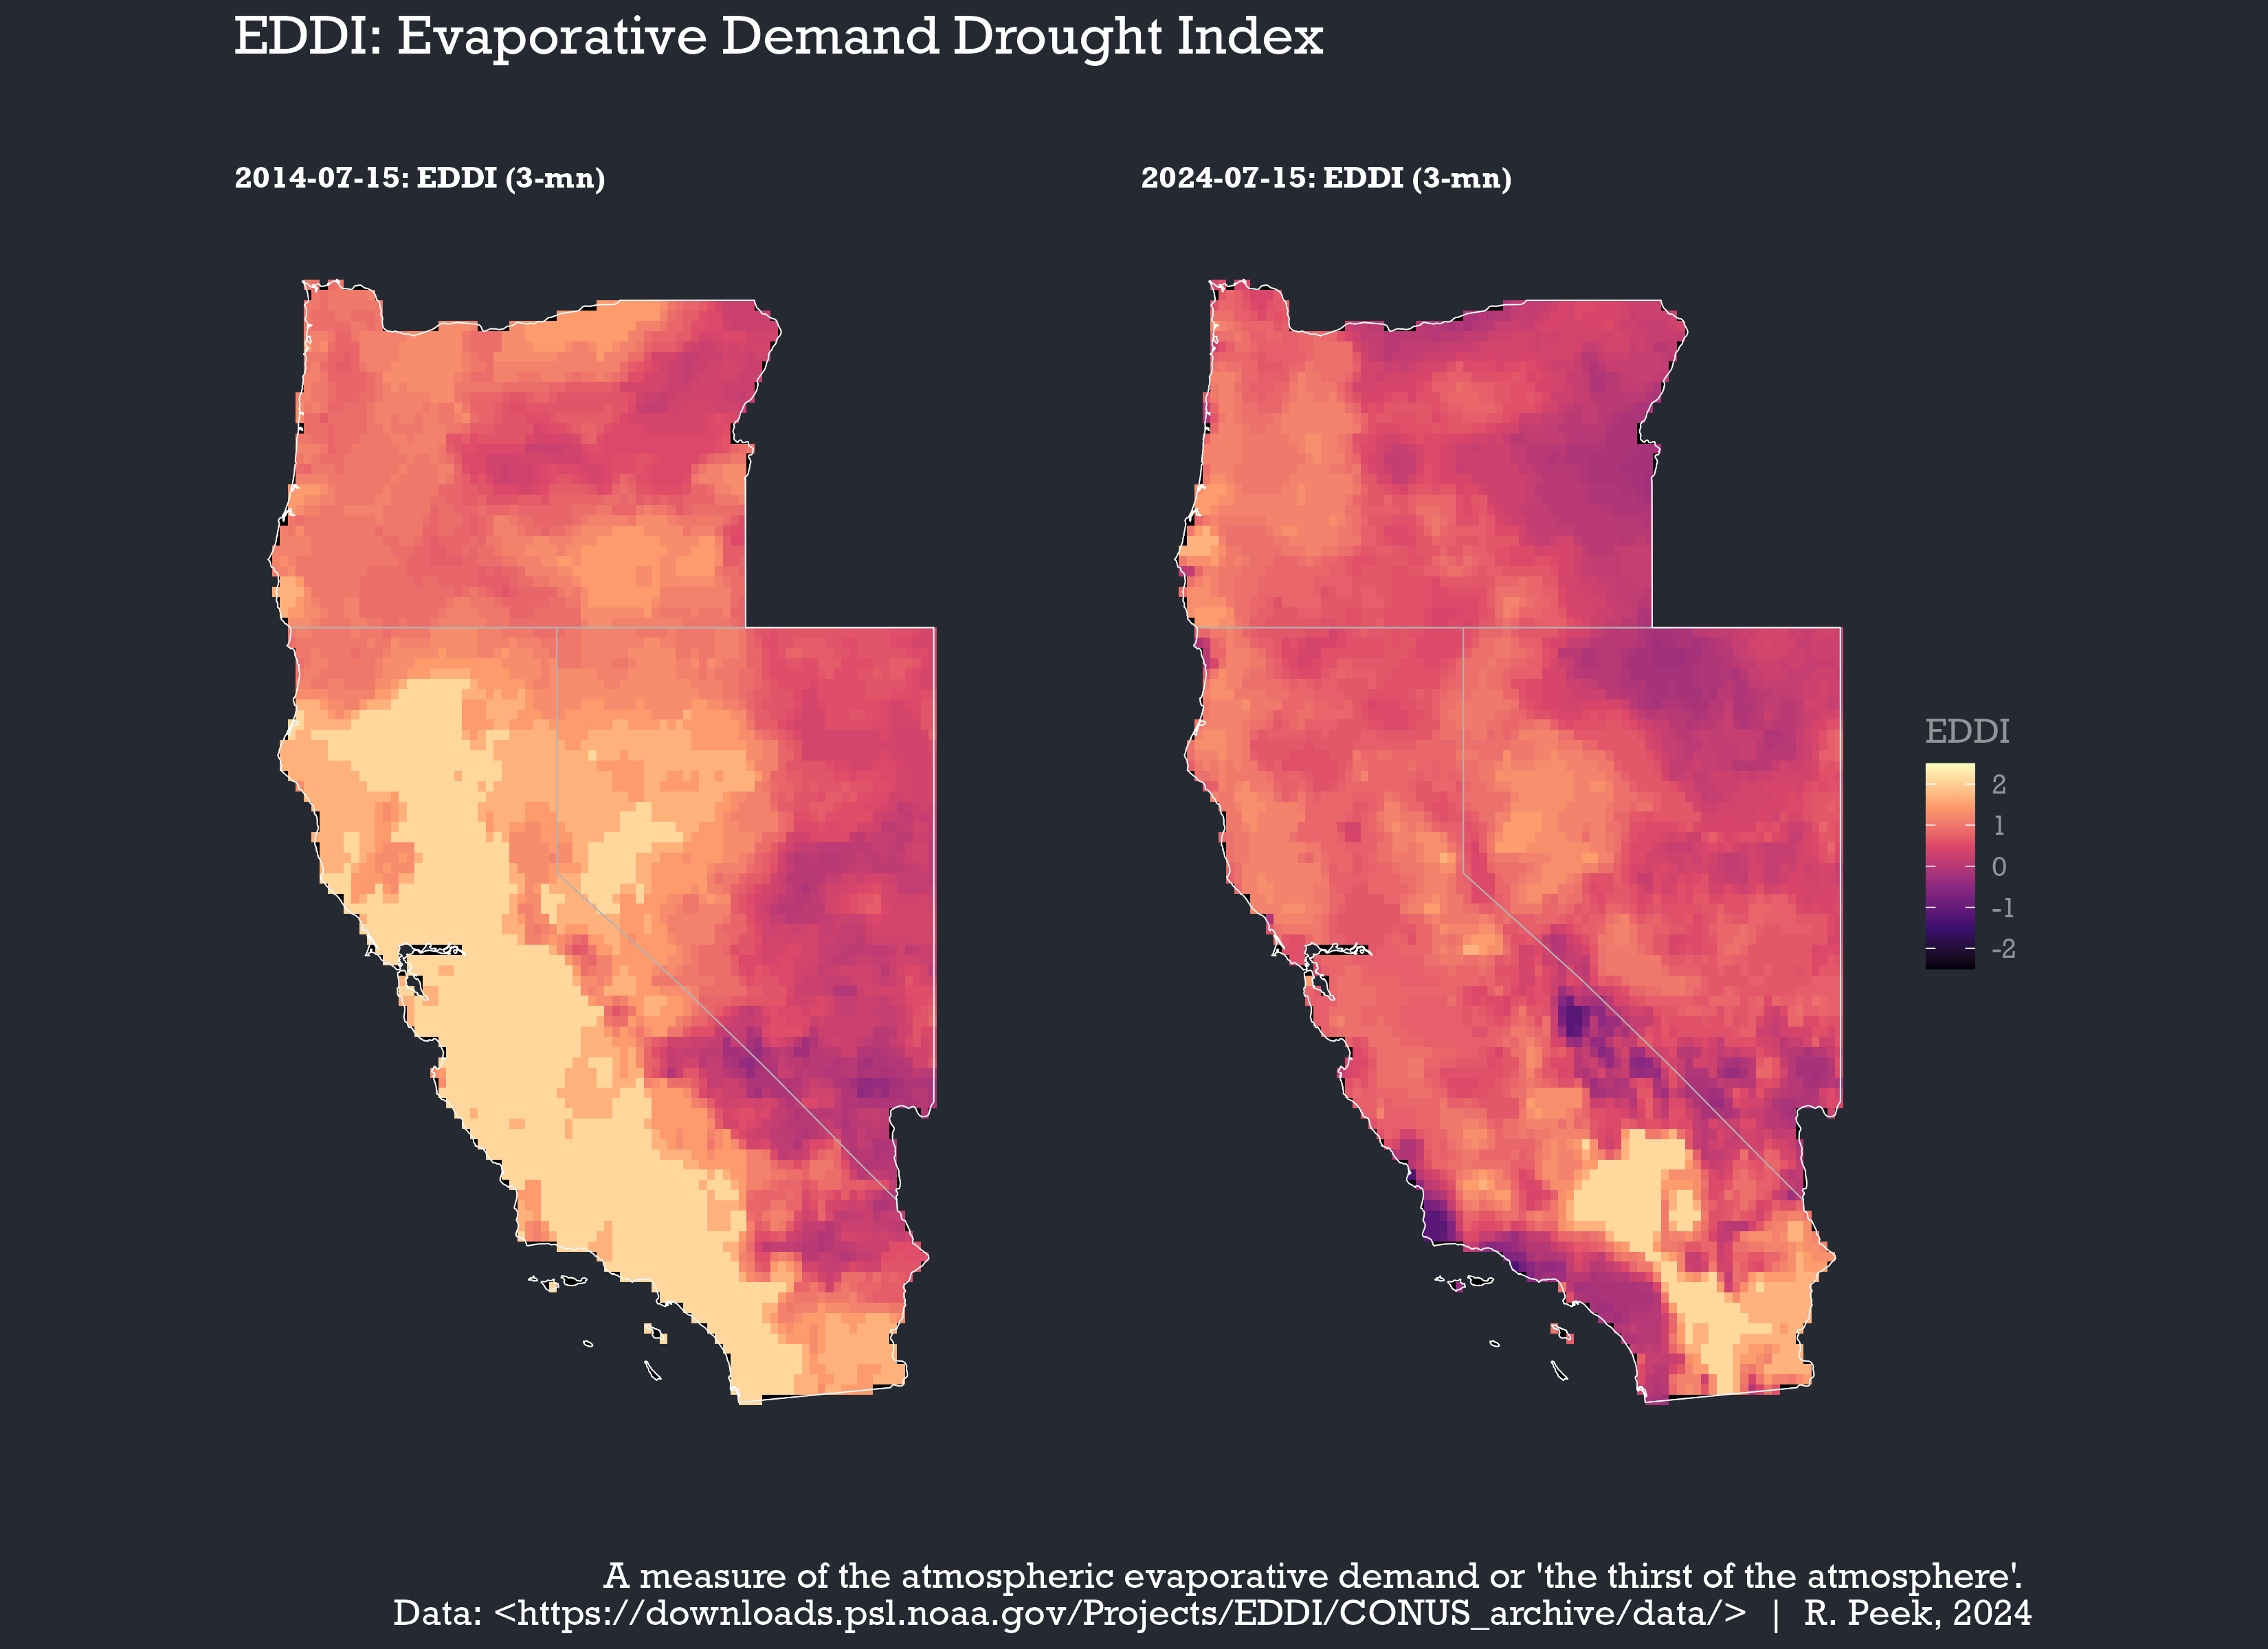 EDDI: Evaporative Demand Drought Index
2014-07-15: EDDI (3-mn)
2024-07-15: EDDI (3-mn)
EDDI
2
1
0
-1
-2
A measure of the atmospheric evaporative demand or 'the thirst of the atmosphere'.
Data: <https://downloads.psl.noaa.gov/Projects/EDDI/CONUS_archive/data/> | R. Peek, 2024